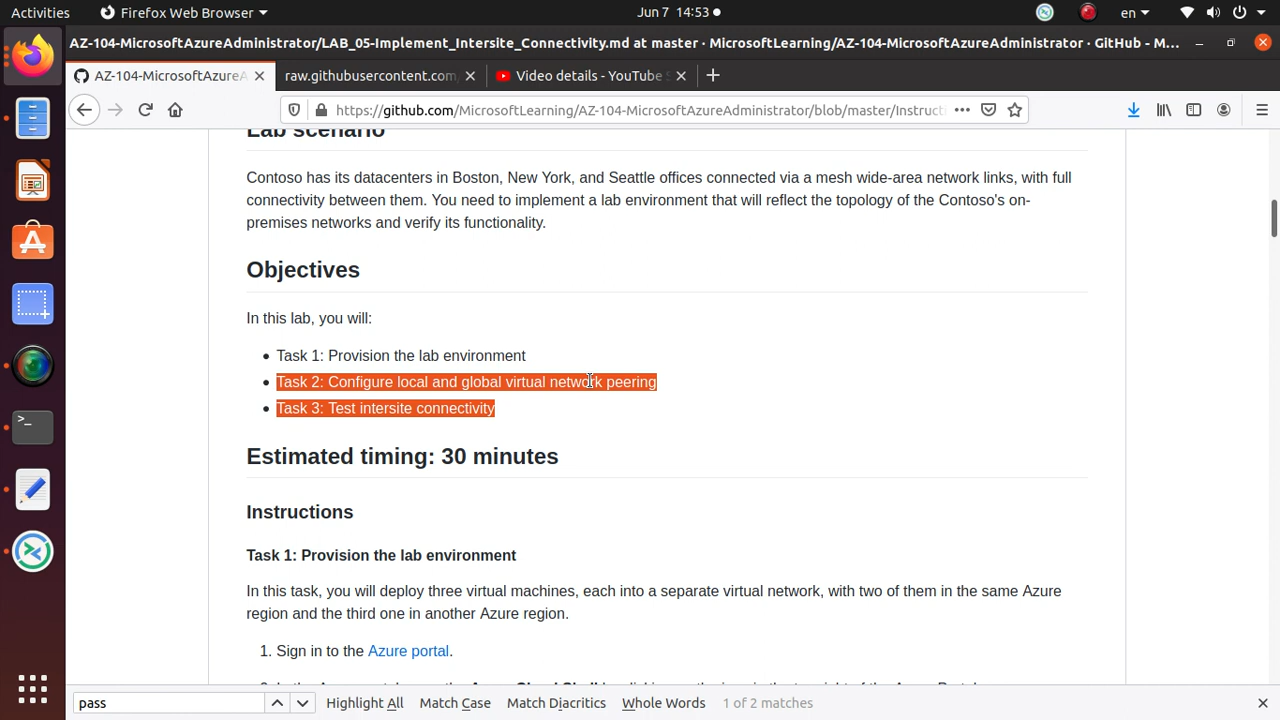 Activities
Firefox Web Browser
Jun 7 14:53
en
AZ-104-MicrosoftAzureAdministrator/LAB_05-Implement_Intersite_Connectivity.md at master · MicrosoftLearning/AZ-104-MicrosoftAzureAdministrator · GitHub - M...
AZ-104-MicrosoftAzureA
raw.githubusercontent.com
Video details - YouTube S
https://github.com/MicrosoftLearning/AZ-104-MicrosoftAzureAdministrator/blob/master/Instruct
Lab scenario
Contoso has its datacenters in Boston, New York, and Seattle offices connected via a mesh wide-area network links, with full
connectivity between them. You need to implement a lab environment that will reflect the topology of the Contoso's on-
premises networks and verify its functionality.
Objectives
In this lab, you will:
• Task 1: Provision the lab environment
• Task 2: Configure local and global virtual network peering
• Task 3: Test intersite connectivity
Estimated timing: 30 minutes
Instructions
Task 1: Provision the lab environment
In this task, you will deploy three virtual machines, each into a separate virtual network, with two of them in the same Azure
region and the third one in another Azure region.
1. Sign in to the Azure portal.
pass
Highlight All
Match Case
Match Diacritics
Whole Words
1 of 2 matches